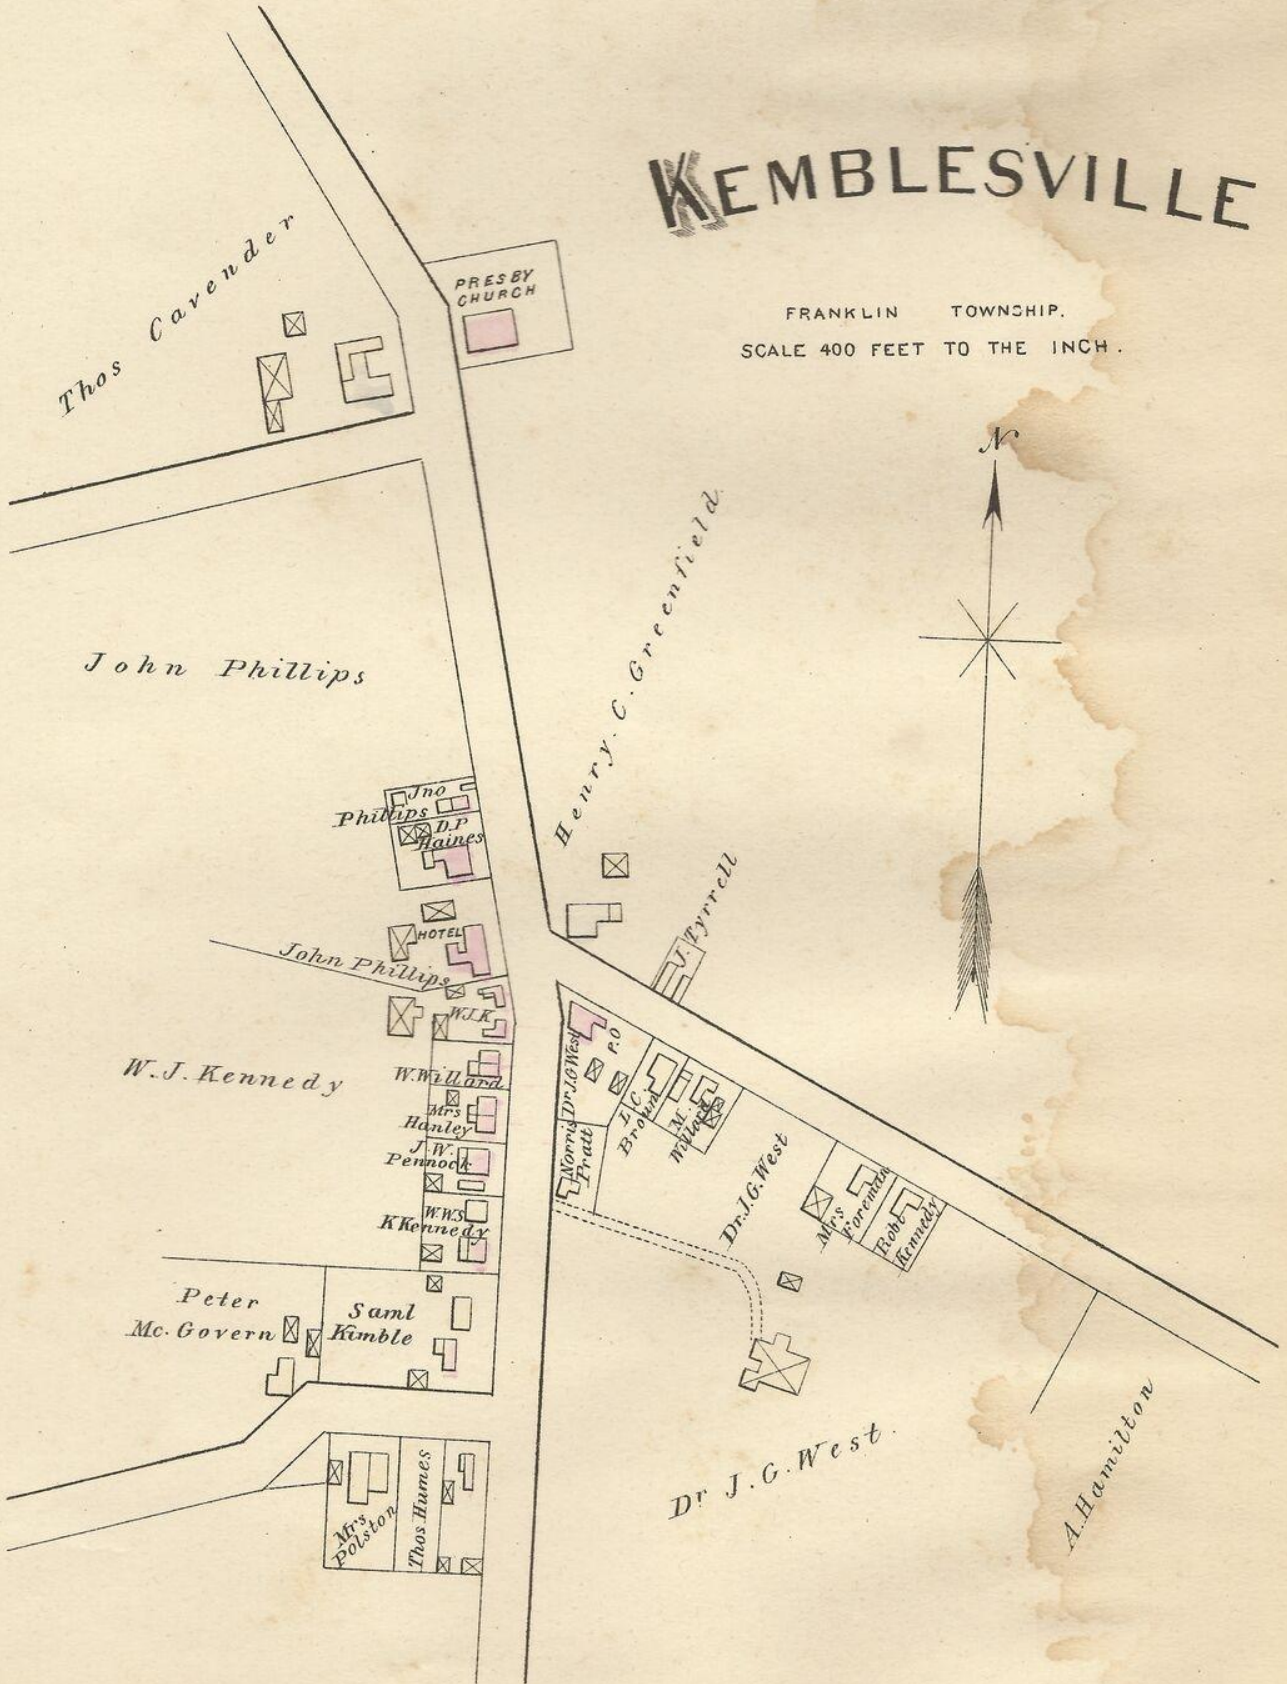 KEMBLESVILLE
FRANKLIN TOWNSHIP.
SCALE 400 FEET TO THE INCH.
N
Thos Cavender
PRESBY
CHURCH
Henry. C. Greenfield.
John Phillips
Jno
Phillips
D.P
Haines
HOTEL
John Phillips
J. Tyrrell
W.J.K
W. J. Kennedy
W. Willard
Mrs
Hanley
J. W.
Pennock
W.W.S
K Kennedy
Dr J.G West
P.O
Norris
Pratt
L. C.
Brown
M.
Willard
Dr. J. G. West
Mrs
Foreman
Robt
Kennedy
Peter
Mc. Govern
Saml
Kimble
Dr J. G. West.
A. Hamilton
Mrs
Polston
Thos Humes